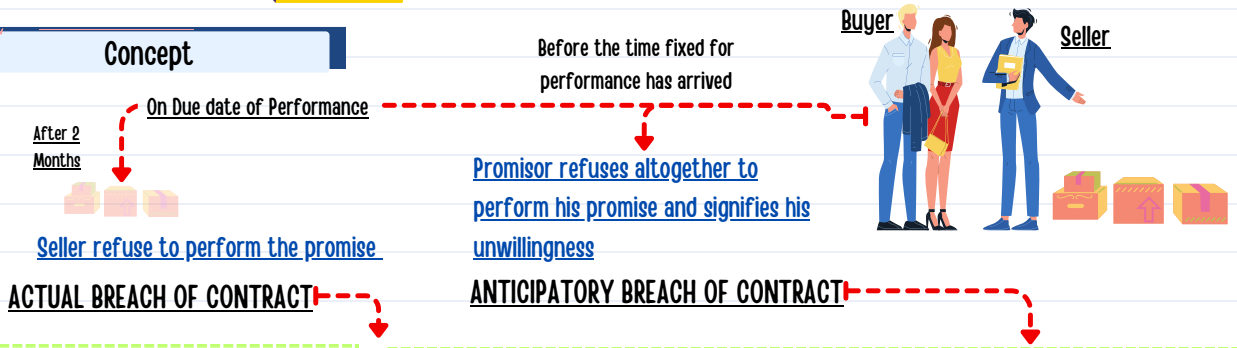 Concept
On Due date of Performance
After 2
Months
Seller refuse to perform the promise
ACTUAL BREACH OF CONTRACT
Before the time fixed for
performance has arrived
Promisor refuses altogether to
perform his promise and signifies his
unwillingness
ANTICIPATORY BREACH OF CONTRACT
Buyer
Seller